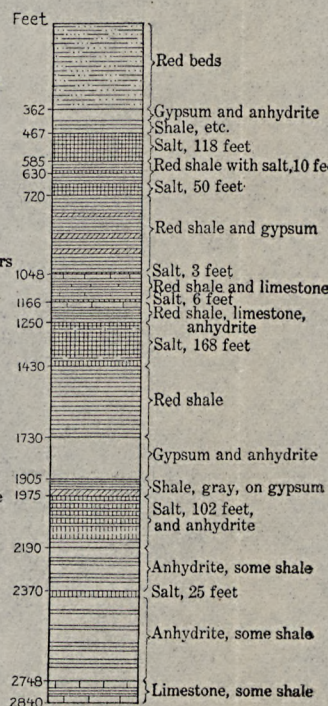 Feet
Red beds
362
Gypsum and anhydrite
Shale, etc.
467
Salt, 118 feet
585
Red shale with salt, 10 fe
630
Salt, 50 feet
720
Red shale and gypsum
rs
1048
Salt, 3 feet
Red shale and limestone
1166
Salt, 6 feet
Red shale, limestone,
anhydrite
1250
Salt, 168 feet
1430
Red shale
1730
Gypsum and anhydrite
1905
Shale, gray, on gypsum
1975
e
Salt, 102 feet,
and anhydrite
2190
Anhydrite, some shale
2370
Salt, 25 feet
Anhydrite, some shale
2748
Limestone, some shale
2840